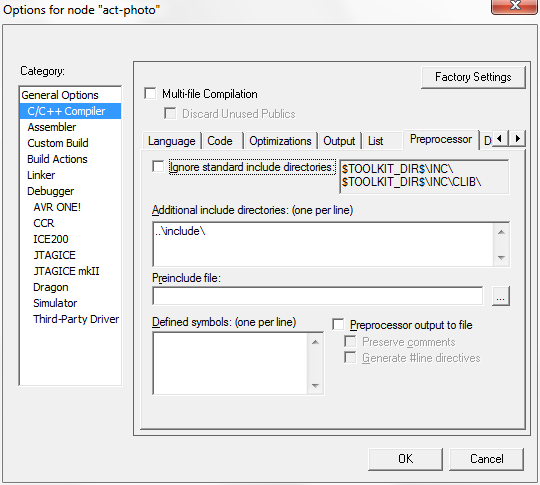 Options for node "act-photo"
Category:
Factory Settings
General Options
C/C++ Compiler
Assembler
Custom Build
Build Actions
Linker
Debugger
AVR ONE!
CCR
ICE200
JTAGICE
JTAGICE mkII
Dragon
Simulator
Third-Party Driver
Multi-file Compilation
Discard Unused Publics
Language Code Optimizations Output List Preprocessor D
Ignore standard include directories: $TOOLKIT_DIR$\INC\
$TOOLKIT_DIR$\INC\CLIB\
Additional include directories: (one per line)
..\include\
Preinclude file:
...
Defined symbols: (one per line)
Preprocessor output to file
Preserve comments
Generate #line directives
OK Cancel